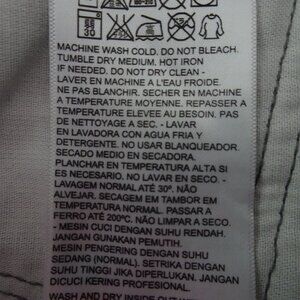 30
MACHINE WASH COLD. DO NOT BLEACH.
TUMBLE DRY MEDIUM. HOT IRON
IF NEEDED. DO NOT DRY CLEAN -
LAVER EN MACHINE A L'EAU FROIDE.
NE PAS BLANCHIR. SECHER EN MACHINE
A TEMPERATURE MOYENNE. REPASSER A
TEMPERATURE ELEVEE AU BESOIN. PAS
DE NETTOYAGE A SEC. - LAVAR
EN LAVADORA CON AGUA FRIA Y
DETERGENTE. NO USAR BLANQUEADOR.
SECADO MEDIO EN SECADORA.
PLANCHAR EN TEMPERATURA ALTA SI
ES NECESARIO. NO LAVAR EN SECO. -
LAVAGEM NORMAL ATÉ 30º. NÃO
ALVEJAR. SECAGEM EM TAMBOR EM
TEMPERATURA NORMAL. PASSAR A
FERRO ATÉ 200ºC. NÃO LIMPAR A SECO.
- MESIN CUCI DENGAN SUHU RENDAH.
JANGAN GUNAKAN PEMUTIH.
MESIN PENGERING DENGAN SUHU
SEDANG (NORMAL). SETRIKA DENGAN
SUHU TINGGI JIKA DIPERLUKAN. JANGAN
DICUCI KERING PROFESIONAL.
WASH AND DRY INSIDE OUT